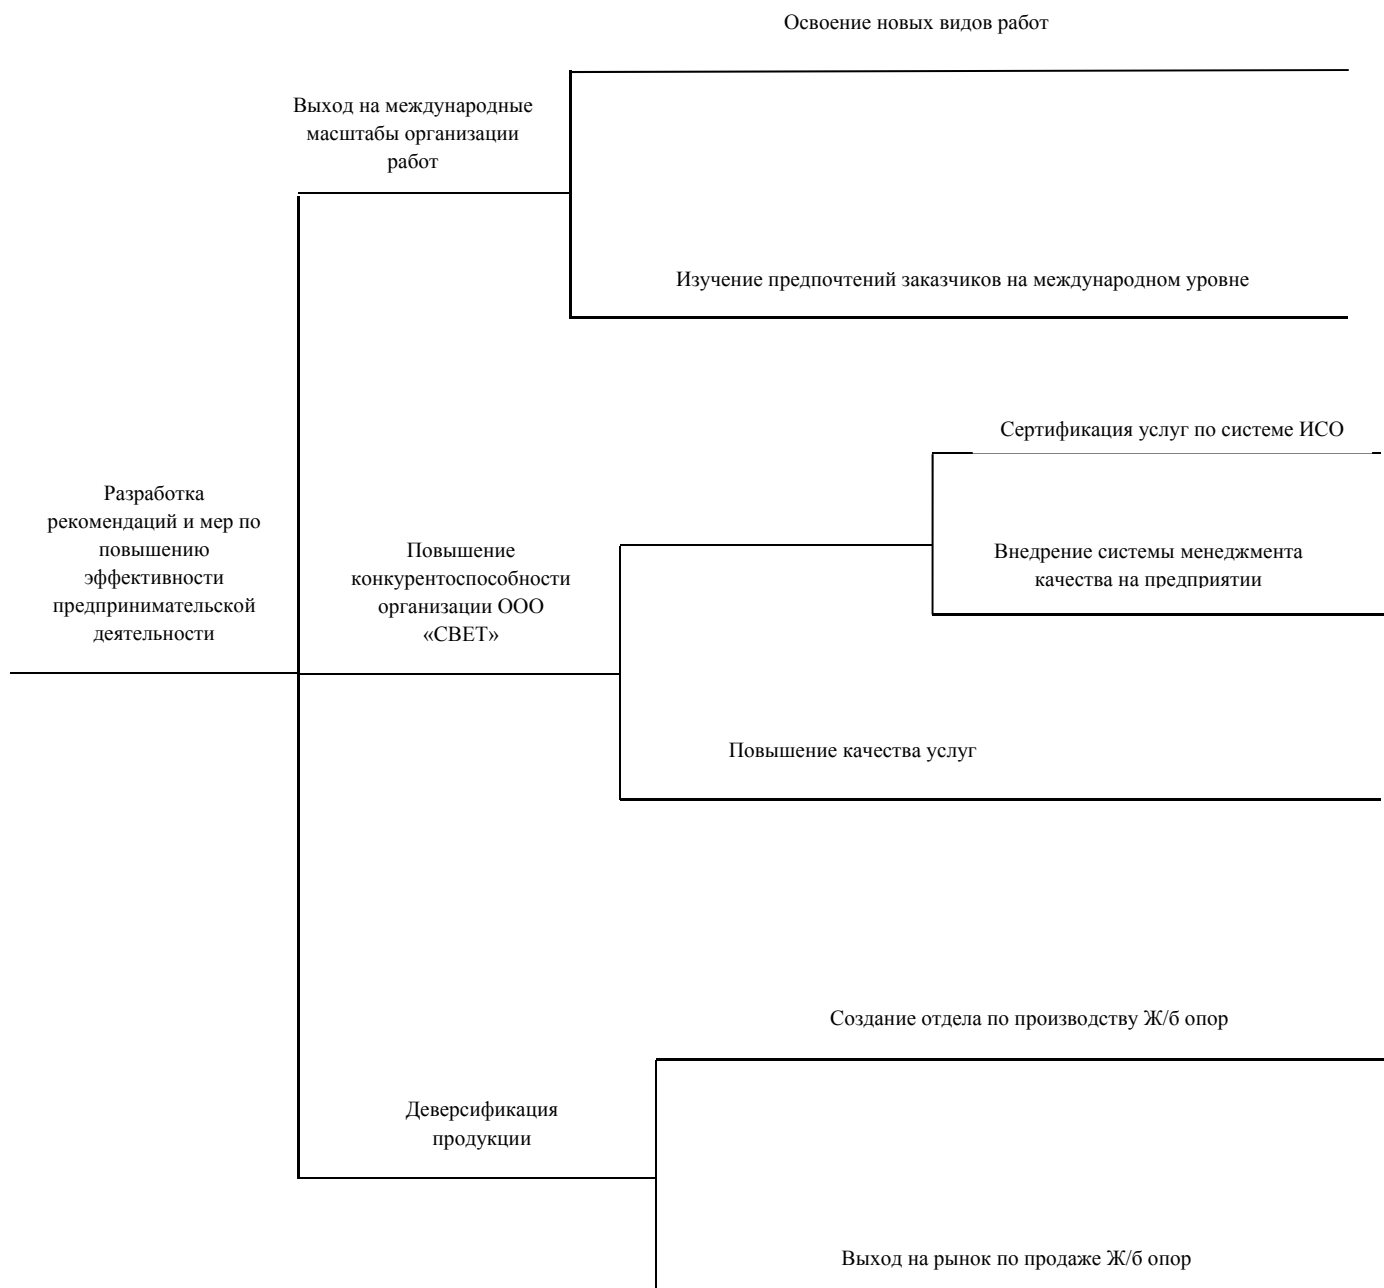 Освоение новых видов работ
Выход на международные
масштабы организации
работ
Изучение предпочтений заказчиков на международном уровне
Сертификация услуг по системе ИСО
Разработка
рекомендаций и мер по
повышению
эффективности
предпринимательской
деятельности
Повышение
конкурентоспособности
организации ООО
«СВЕТ»
Внедрение системы менеджмента
качества на предприятии
Повышение качества услуг
Создание отдела по производству Ж/б опор
Деверсификация
продукции
Выход на рынок по продаже Ж/б опор